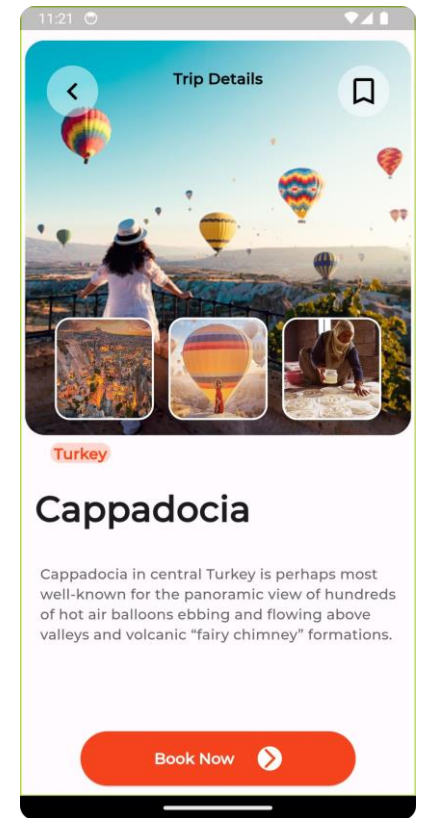 11:21
Trip Details
Turkey
Cappadocia
Cappadocia in central Turkey is perhaps most
well-known for the panoramic view of hundreds
of hot air balloons ebbing and flowing above
valleys and volcanic “fairy chimney” formations.
Book Now